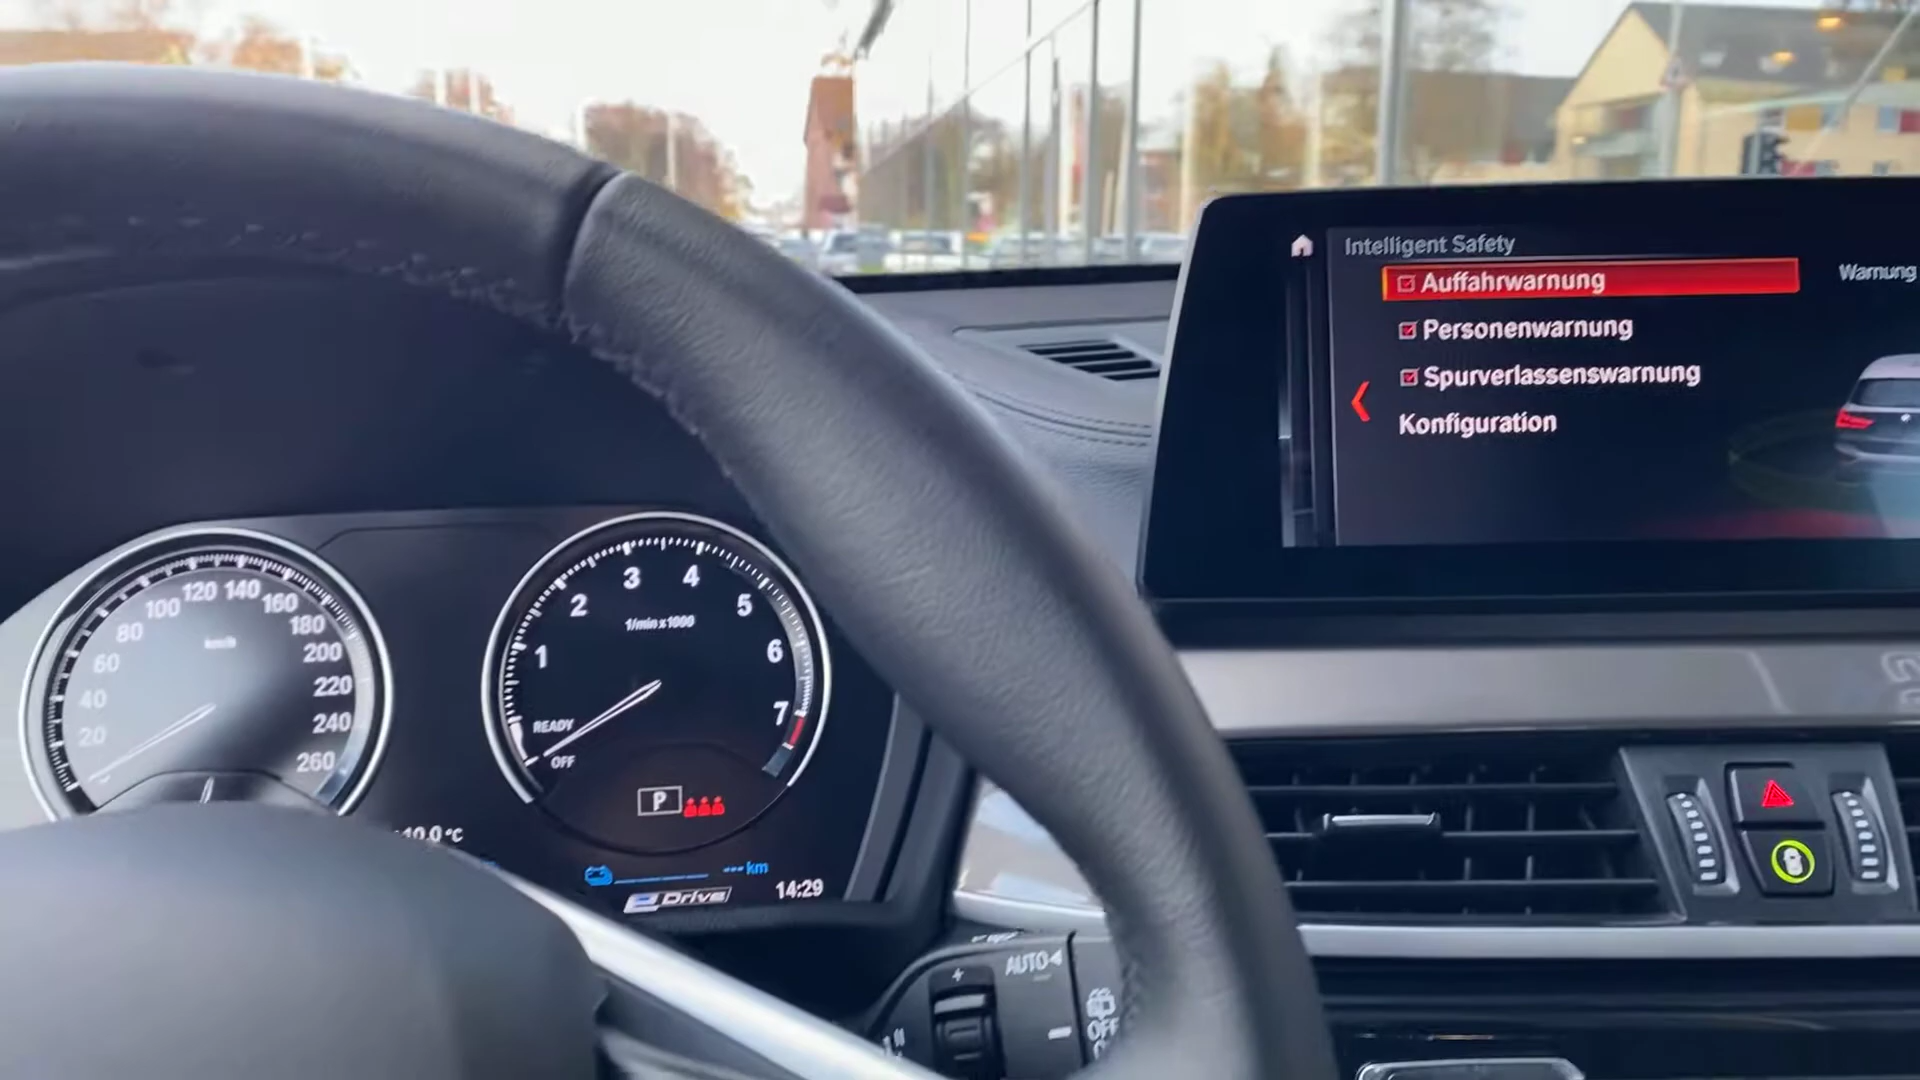 Intelligent Safety
Auffahrwarnung
Warnung
Personenwarnung
Spurverlassenswarnung
Konfiguration
20
40
60
80
100
120
140
160
180
200
220
240
260
km/h
1
2
3
4
5
6
7
1/min x 1000
READY
OFF
P
10.0 °C
--- km
eDrive
14:29
+
AUTO
−
OFF